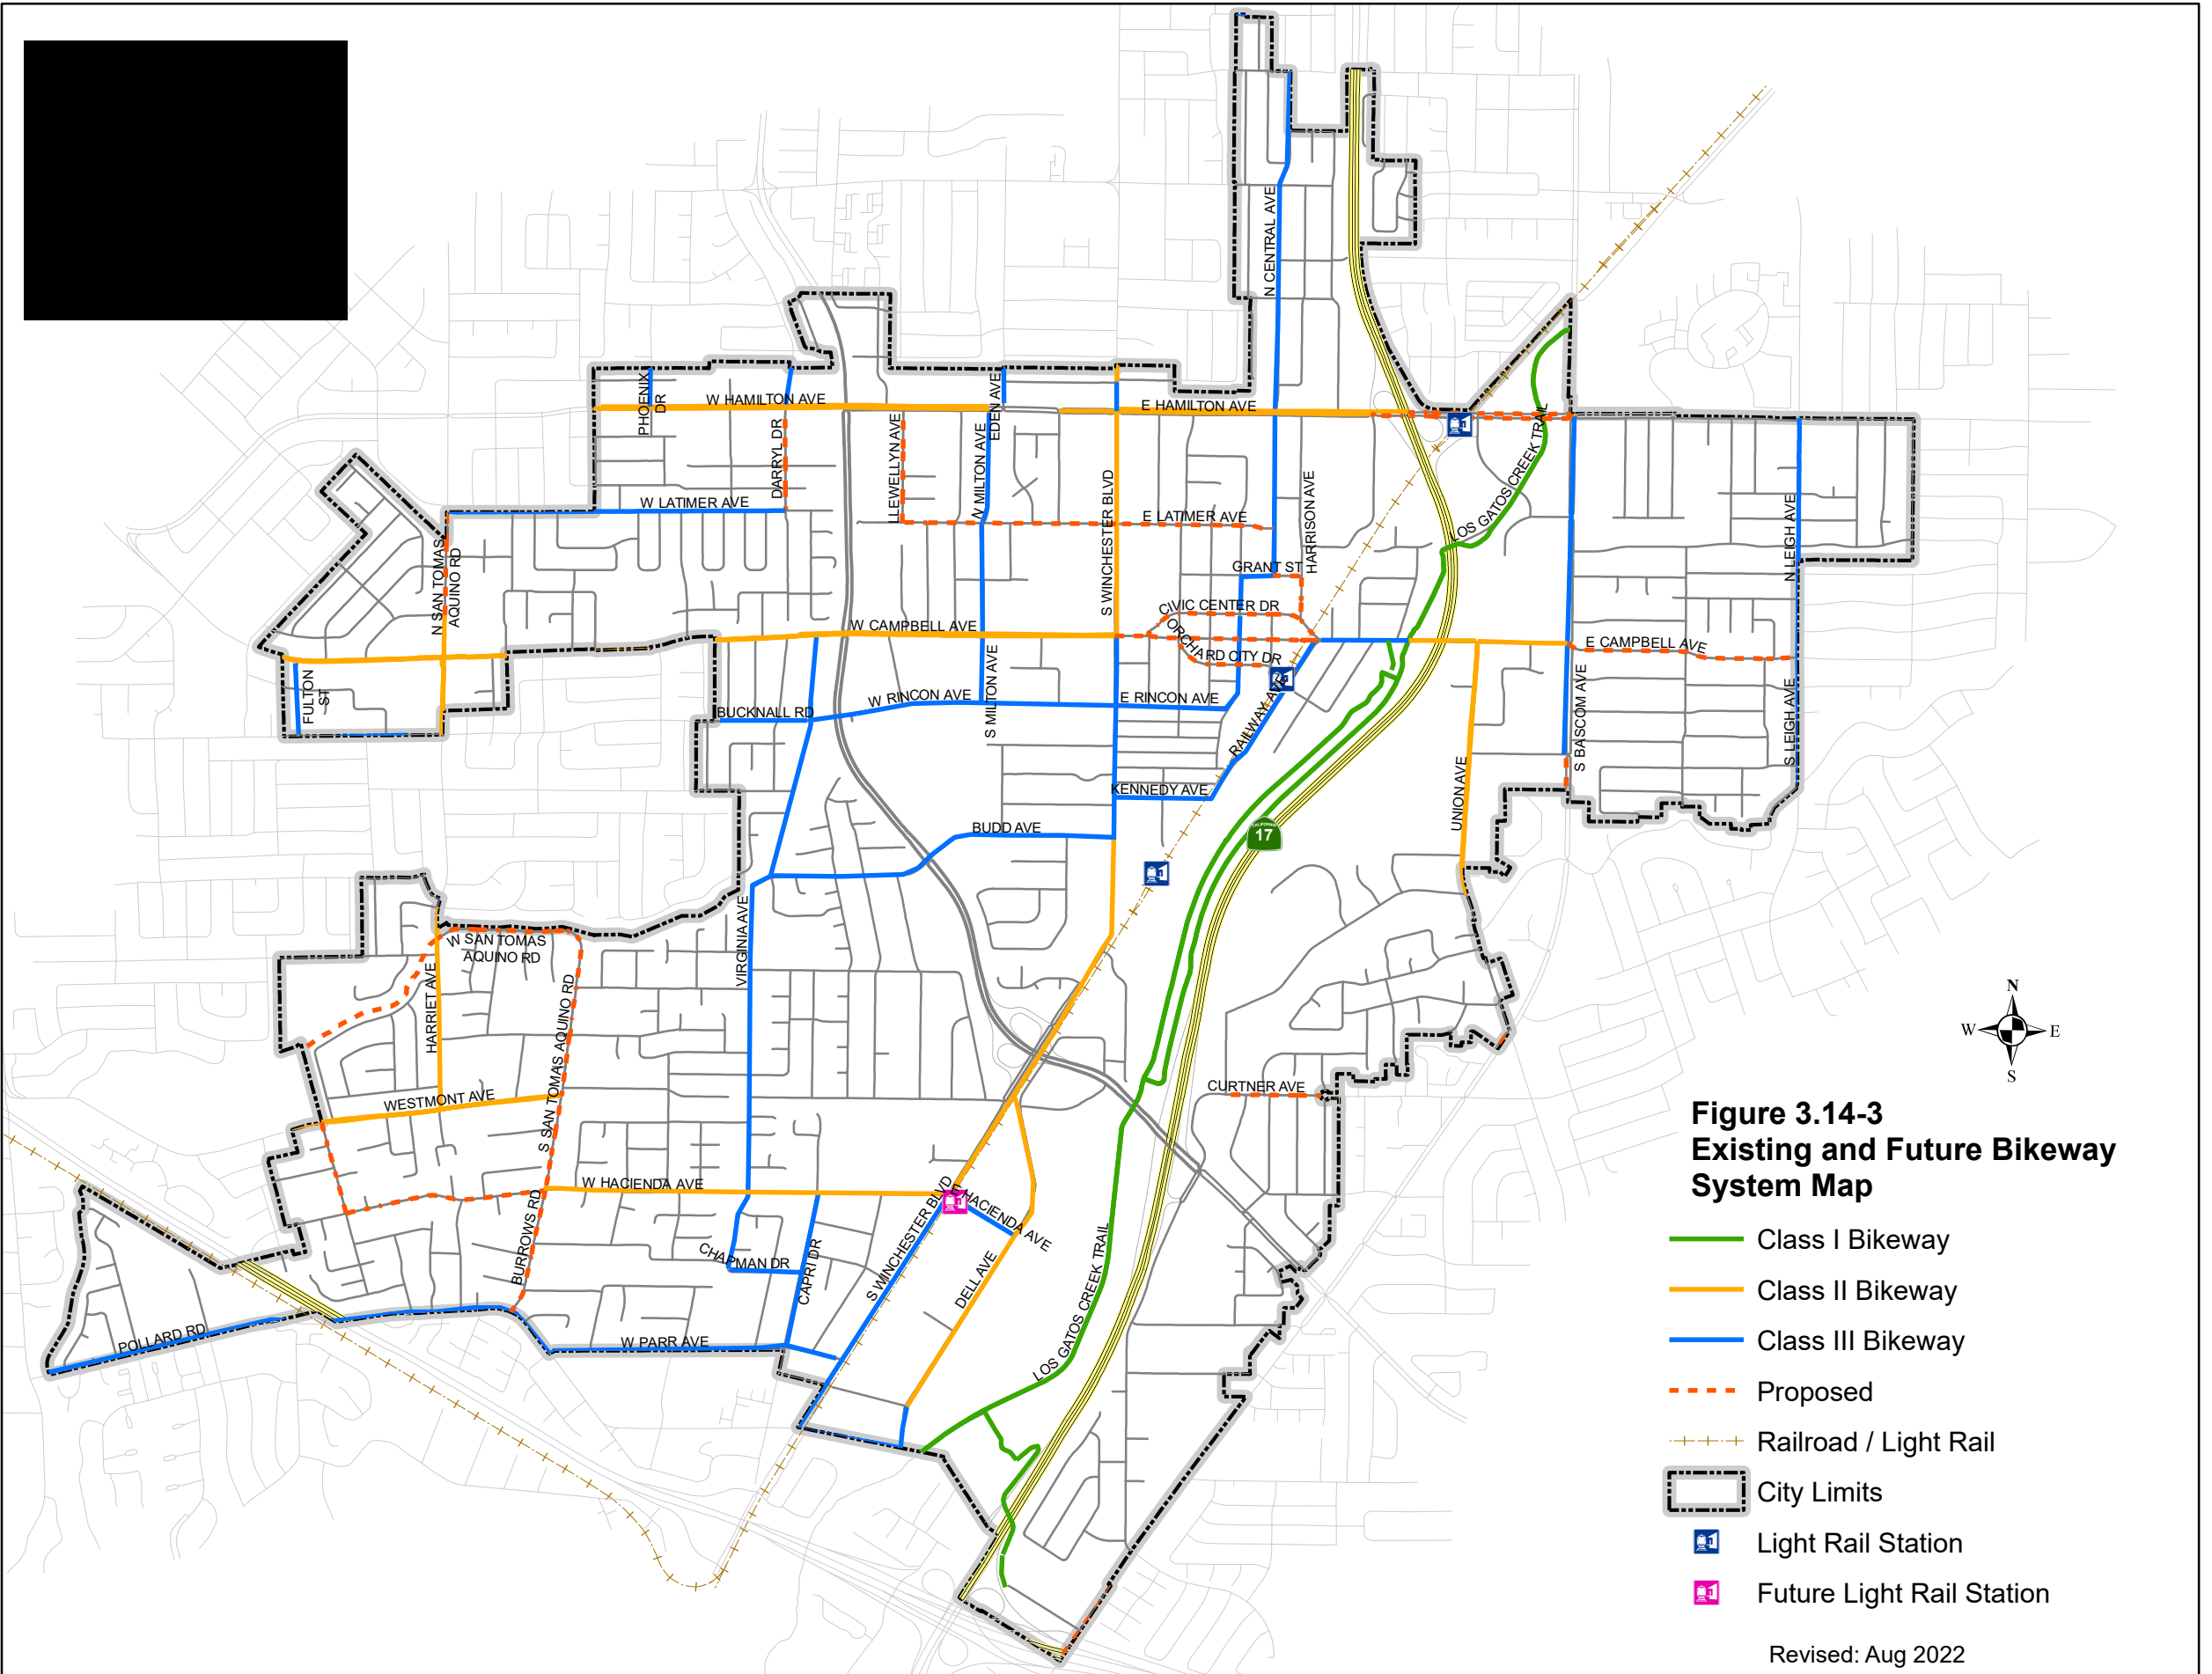 N CENTRAL AVE
PHOENIX
DR
W HAMILTON AVE
EDEN AVE
E HAMILTON AVE
DARRYL DR
LLEWELLYN AVE
N MILTON AVE
S WINCHESTER BLVD
HARRISON AVE
LOS GATOS CREEK TRAIL
W LATIMER AVE
E LATIMER AVE
N LEIGH AVE
N SAN TOMAS
AQUINO RD
GRANT ST
CIVIC CENTER DR
ORCHARD CITY DR
W CAMPBELL AVE
E CAMPBELL AVE
FULTON
ST
BUCKNALL RD
W RINCON AVE
S MILTON AVE
E RINCON AVE
RAILWAY AVE
S BASCOM AVE
S LEIGH AVE
KENNEDY AVE
UNION AVE
BUDD AVE
CALIFORNIA
17
W SAN TOMAS
AQUINO RD
VIRGINIA AVE
HARRIET AVE
S SAN TOMAS AQUINO RD
WESTMONT AVE
CURTNER AVE
W HACIENDA AVE
S WINCHESTER BLVD
E HACIENDA AVE
BURROWS RD
CHAPMAN DR
CAPRI DR
DELL AVE
LOS GATOS CREEK TRAIL
POLLARD RD
W PARR AVE
N
W E
S
Figure 3.14-3
Existing and Future Bikeway
System Map
Class I Bikeway
Class II Bikeway
Class III Bikeway
Proposed
Railroad / Light Rail
City Limits
Light Rail Station
Future Light Rail Station
Revised: Aug 2022